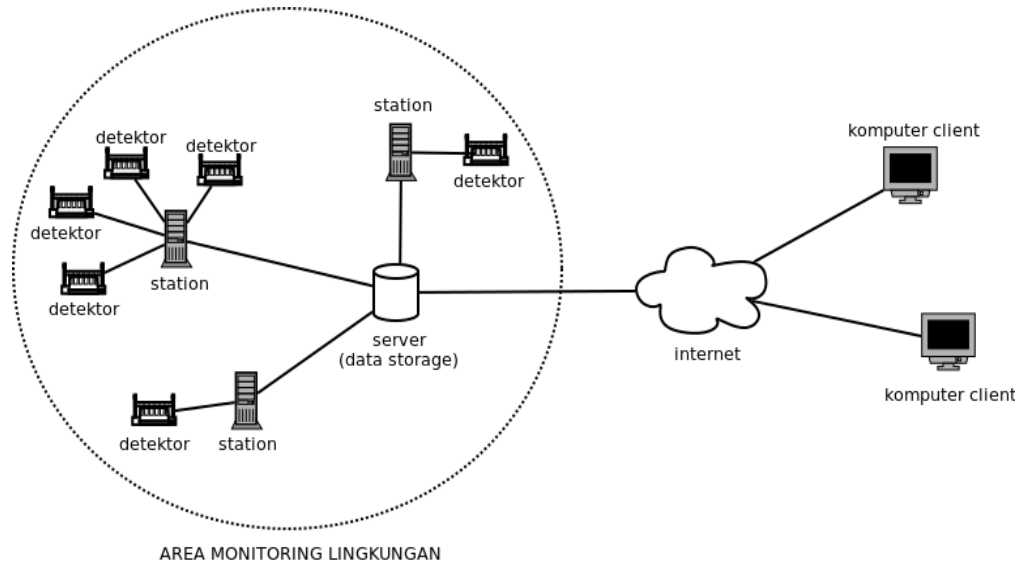 station
komputer client
detektor
detektor
detektor
detektor
station
detektor
server
(data storage)
internet
komputer client
detektor
station
AREA MONITORING LINGKUNGAN